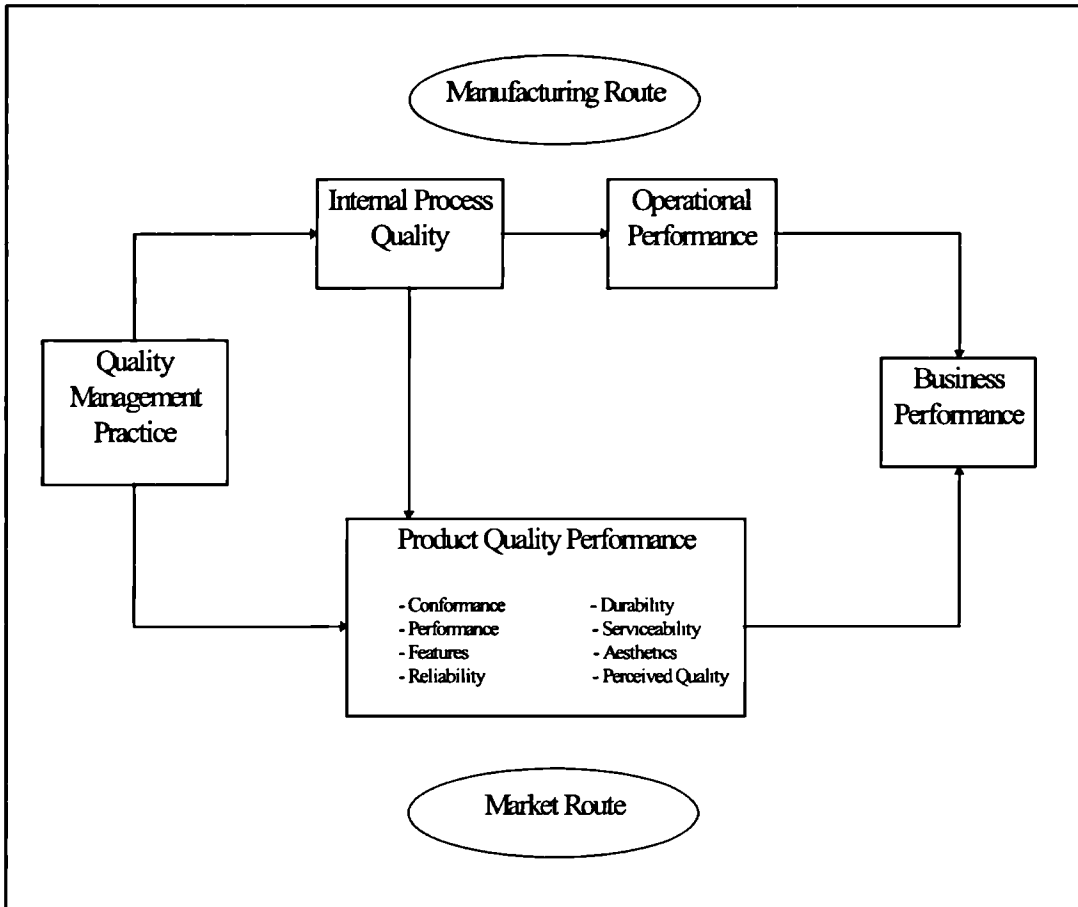 Manufacturing Route
Internal Process
Quality
Operational
Performance
Quality
Management
Practice
Business
Performance
Product Quality Performance
- Conformance
- Performance
- Features
- Reliability
- Durability
- Serviceability
- Aesthetics
- Perceived Quality
Market Route